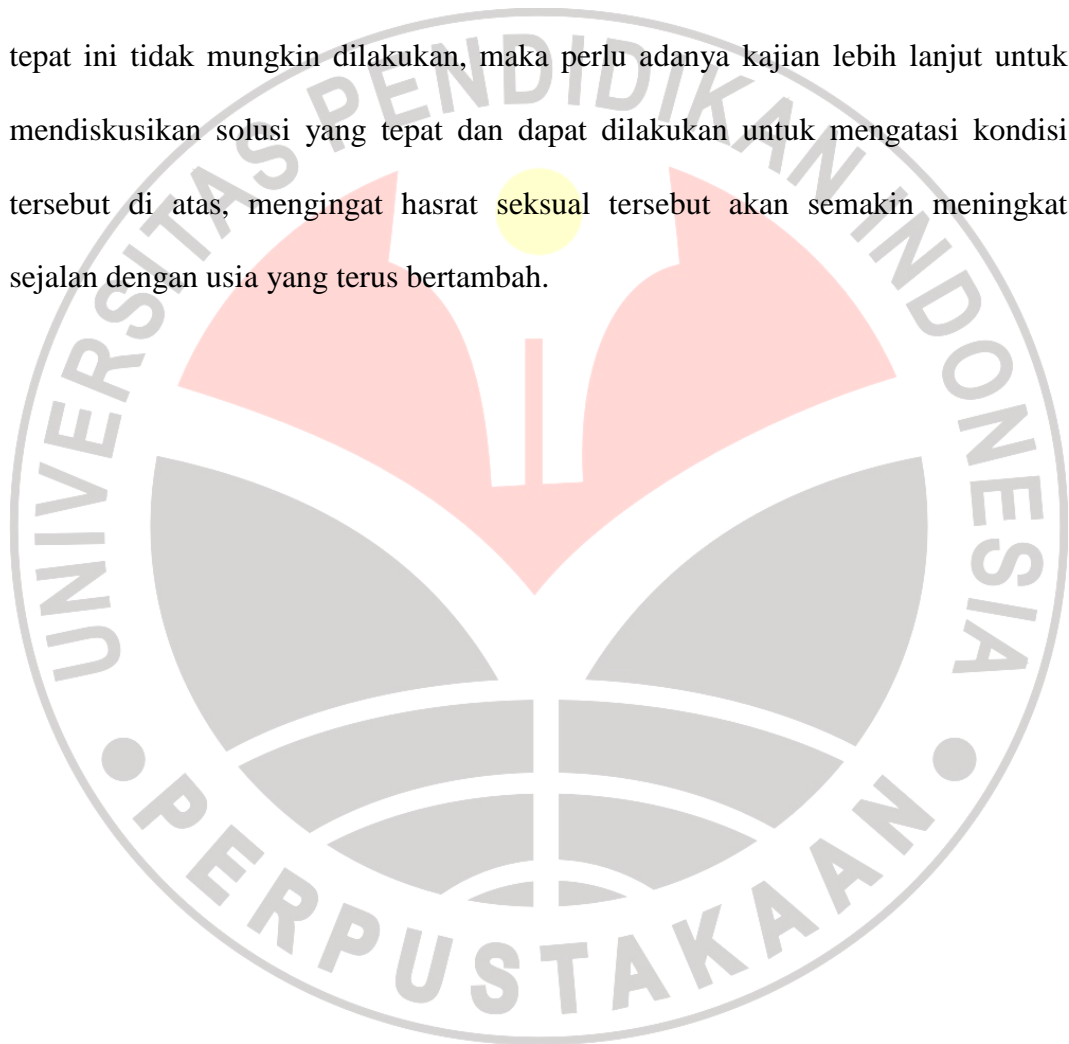 tepat ini tidak mungkin dilakukan, maka perlu adanya kajian lebih lanjut untuk
mendiskusikan solusi yang tepat dan dapat dilakukan untuk mengatasi kondisi
tersebut di atas, mengingat hasrat seksual tersebut akan semakin meningkat
sejalan dengan usia yang terus bertambah.
UNIVERSITAS PENDIDIKAN INDONESIA
PERPUSTAKAAN